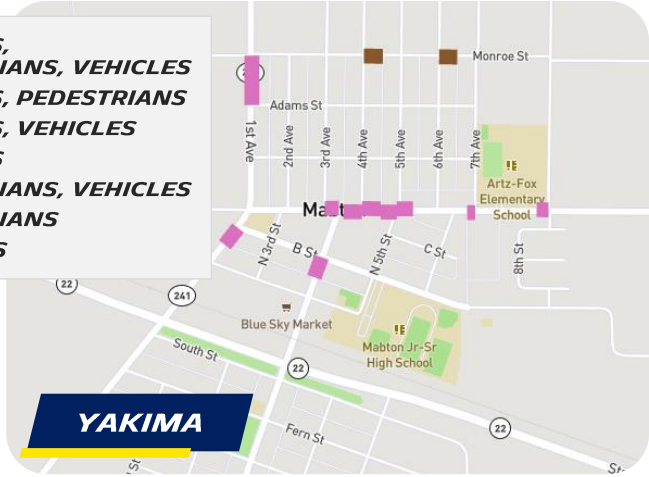 S,
IANS, VEHICLES
S, PEDESTRIANS
S, VEHICLES
S
IANS, VEHICLES
IANS
S
Monroe St
Adams St
1st Ave
2nd Ave
3rd Ave
4th Ave
5th Ave
6th Ave
7th Ave
Artz-Fox
Elementary
School
N 3rd St
B St
N 5th St
C St
8th St
22
241
Blue Sky Market
Mabton Jr-Sr
High School
South St
22
YAKIMA
Fern St
22
St